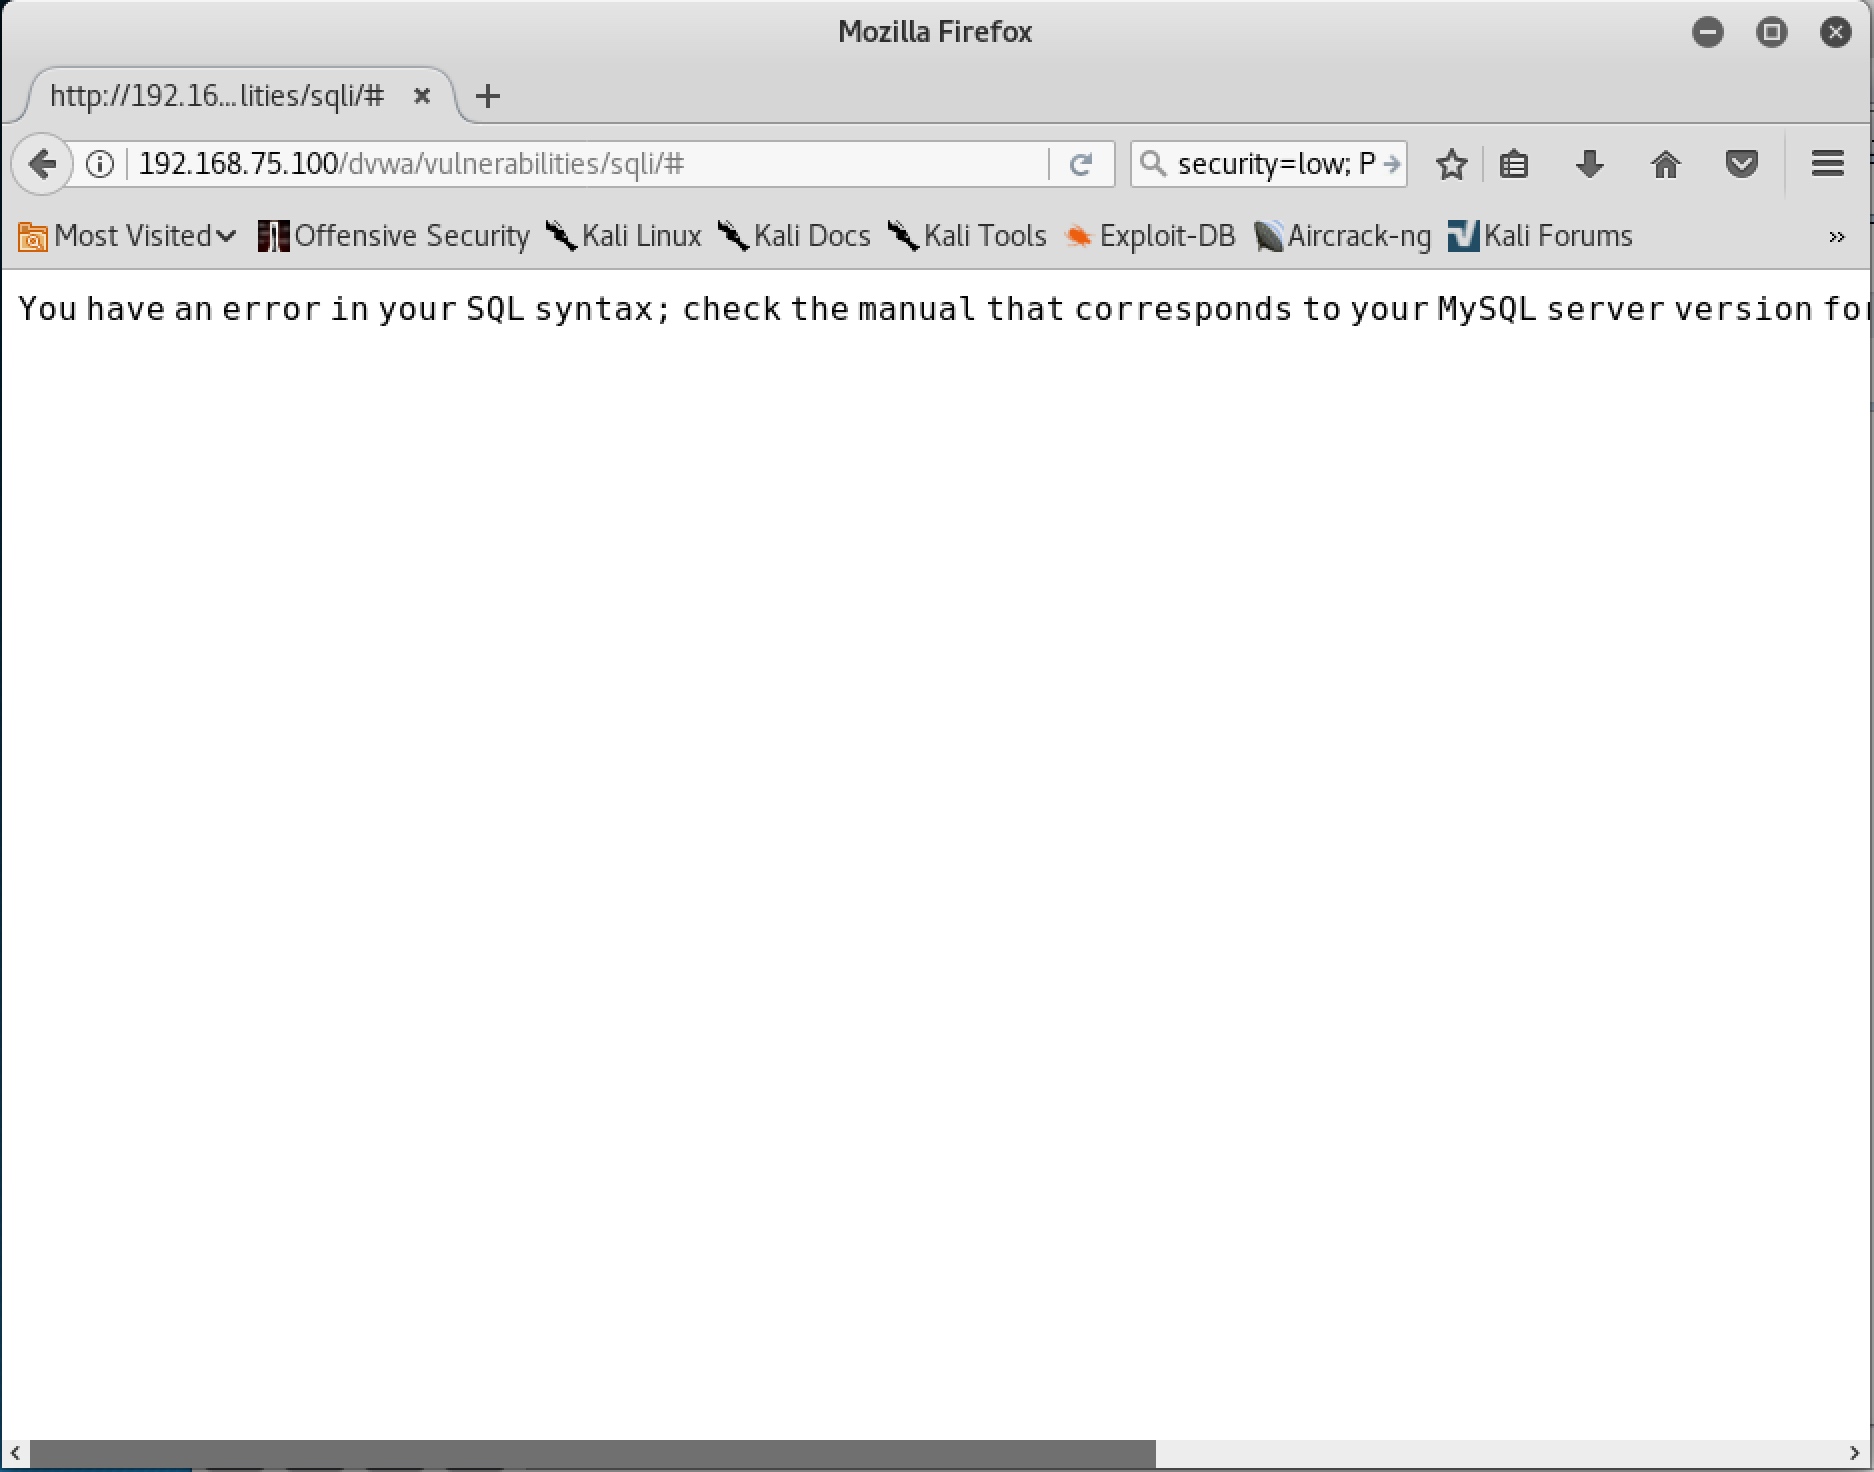 Mozilla Firefox
http://192.16...lities/sqli/#
192.168.75.100/dvwa/vulnerabilities/sqli/# security=low; P
Most Visited Offensive Security Kali Linux Kali Docs Kali Tools Exploit-DB Aircrack-ng Kali Forums
You have an error in your SQL syntax; check the manual that corresponds to your MySQL server version for